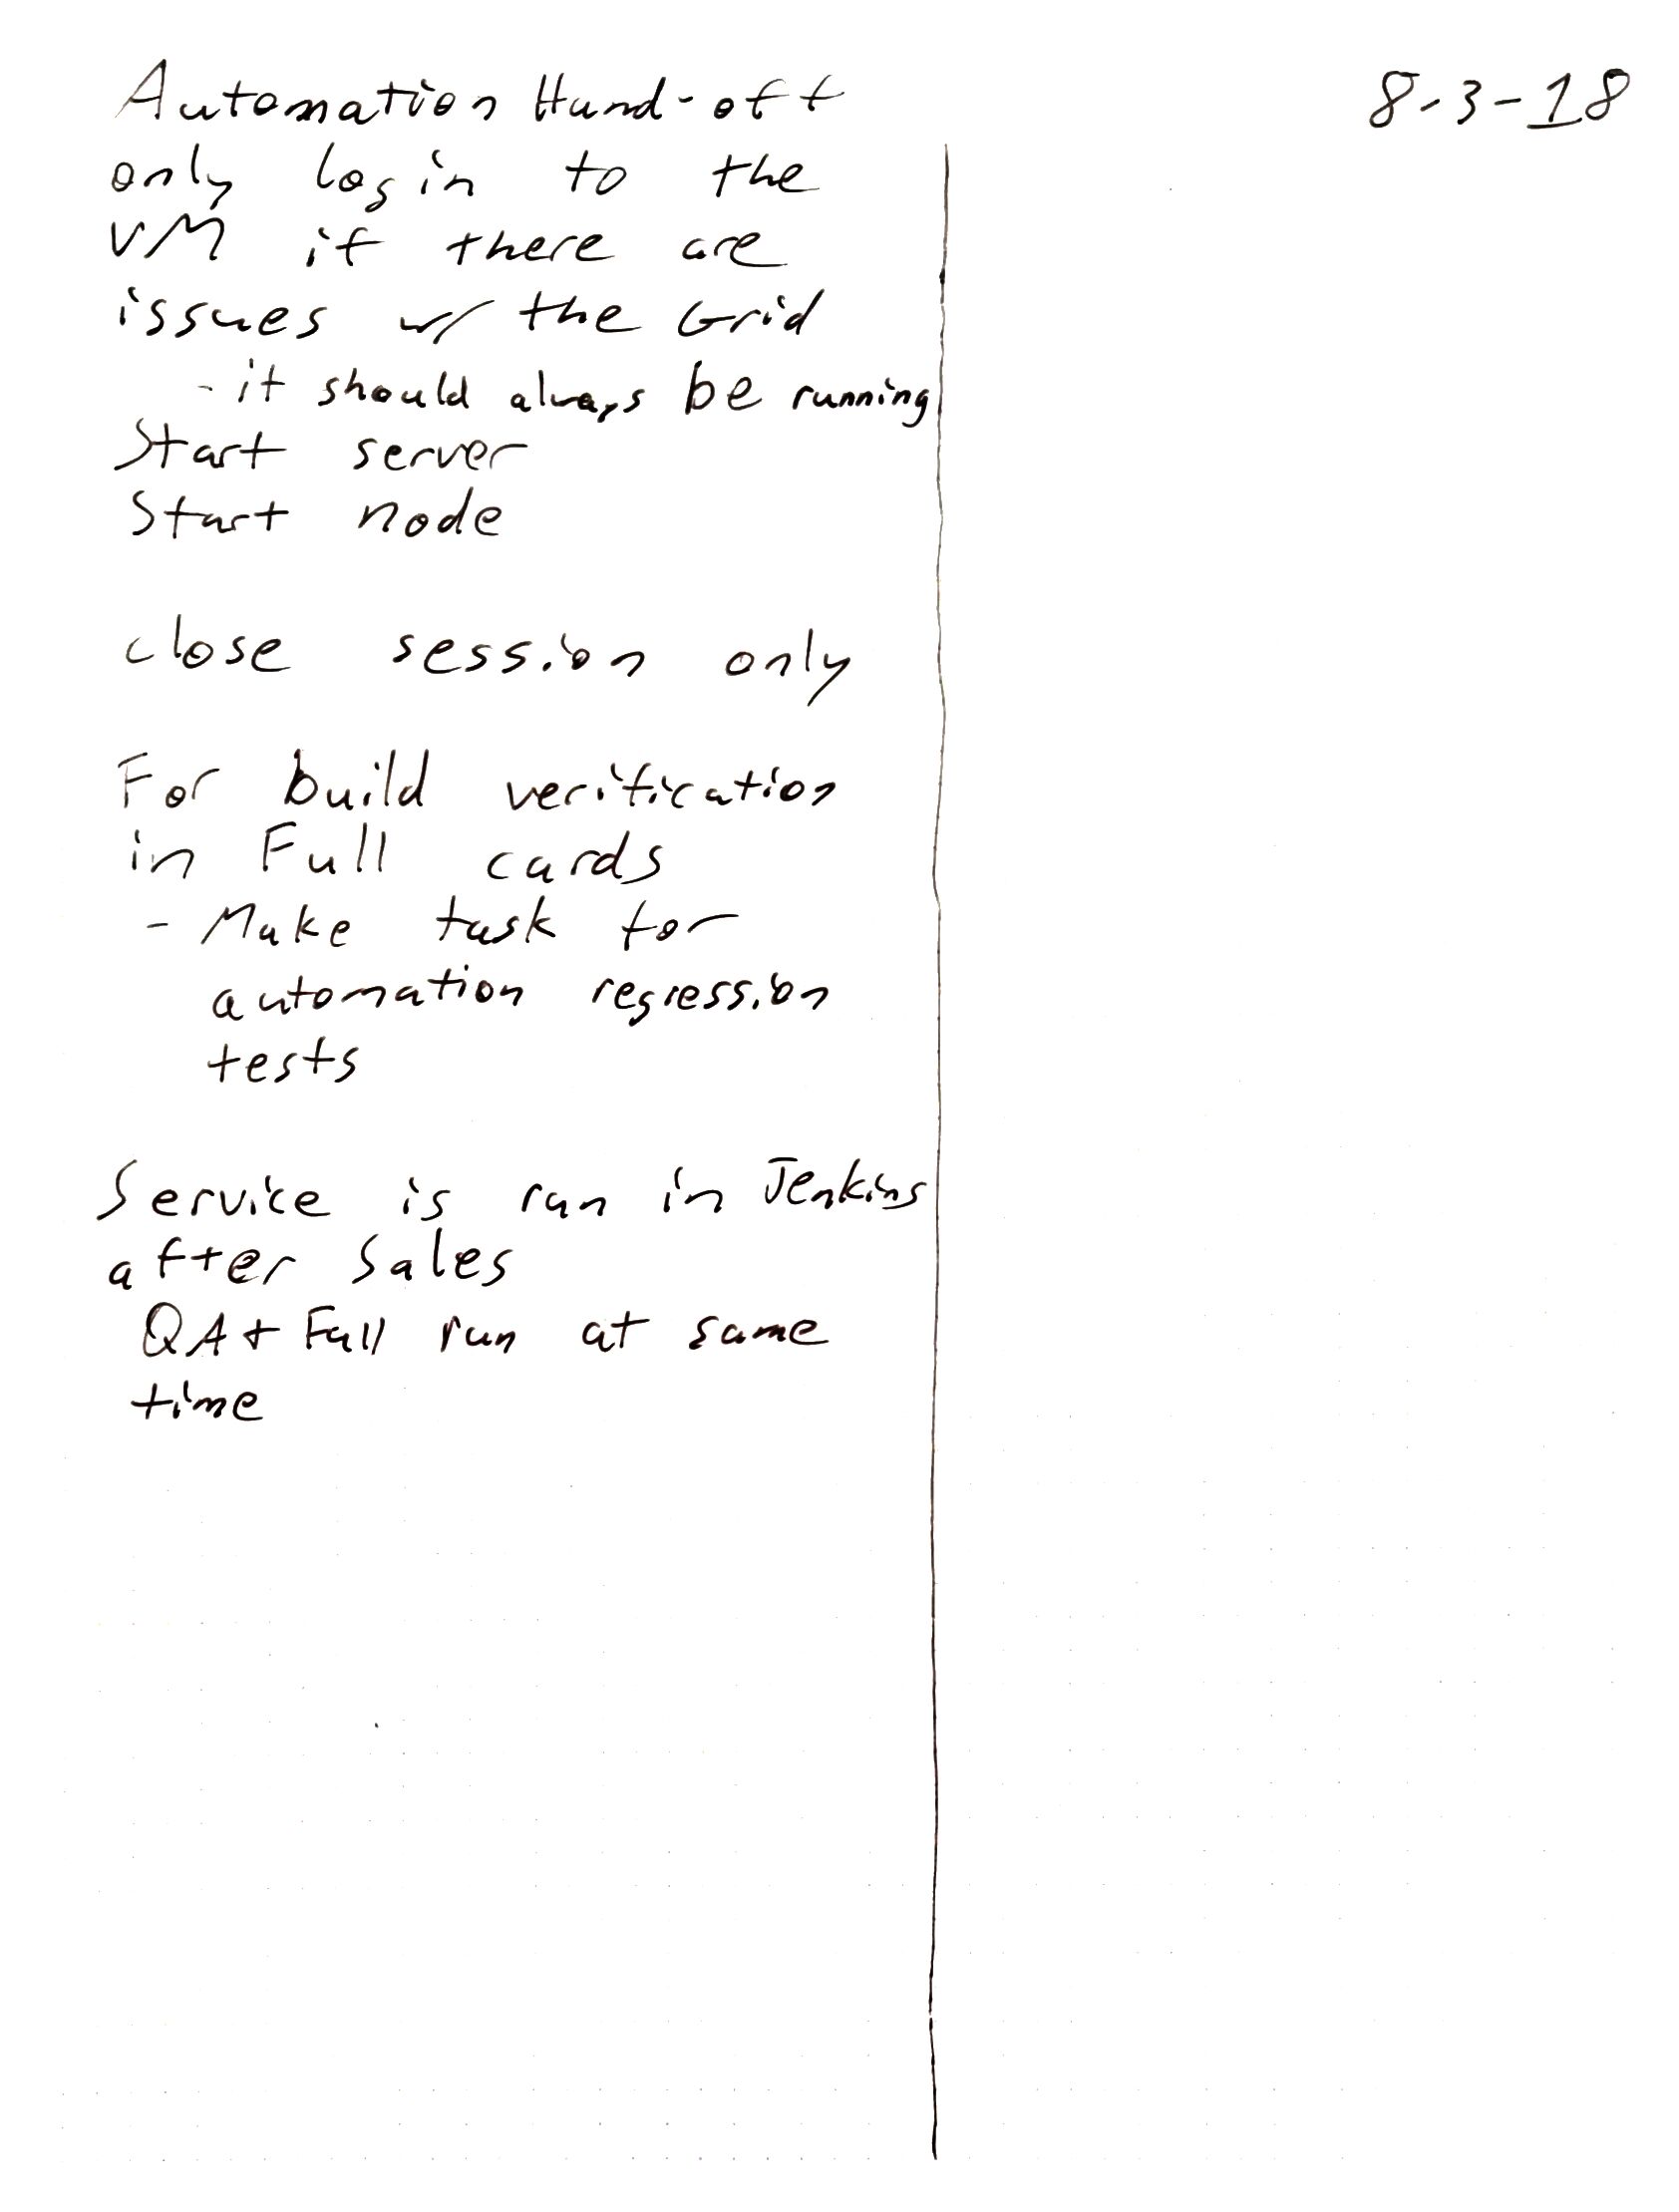 Automation Hand-off 8-3-18
only login to the
VM if there are
issues w/ the Grid
- it should always be running
Start server
Start node
close session only
For build verification
in Full cards
- Make task for
automation regression
tests
Service is run in Jenkins
after Sales
QA + Full run at same
time